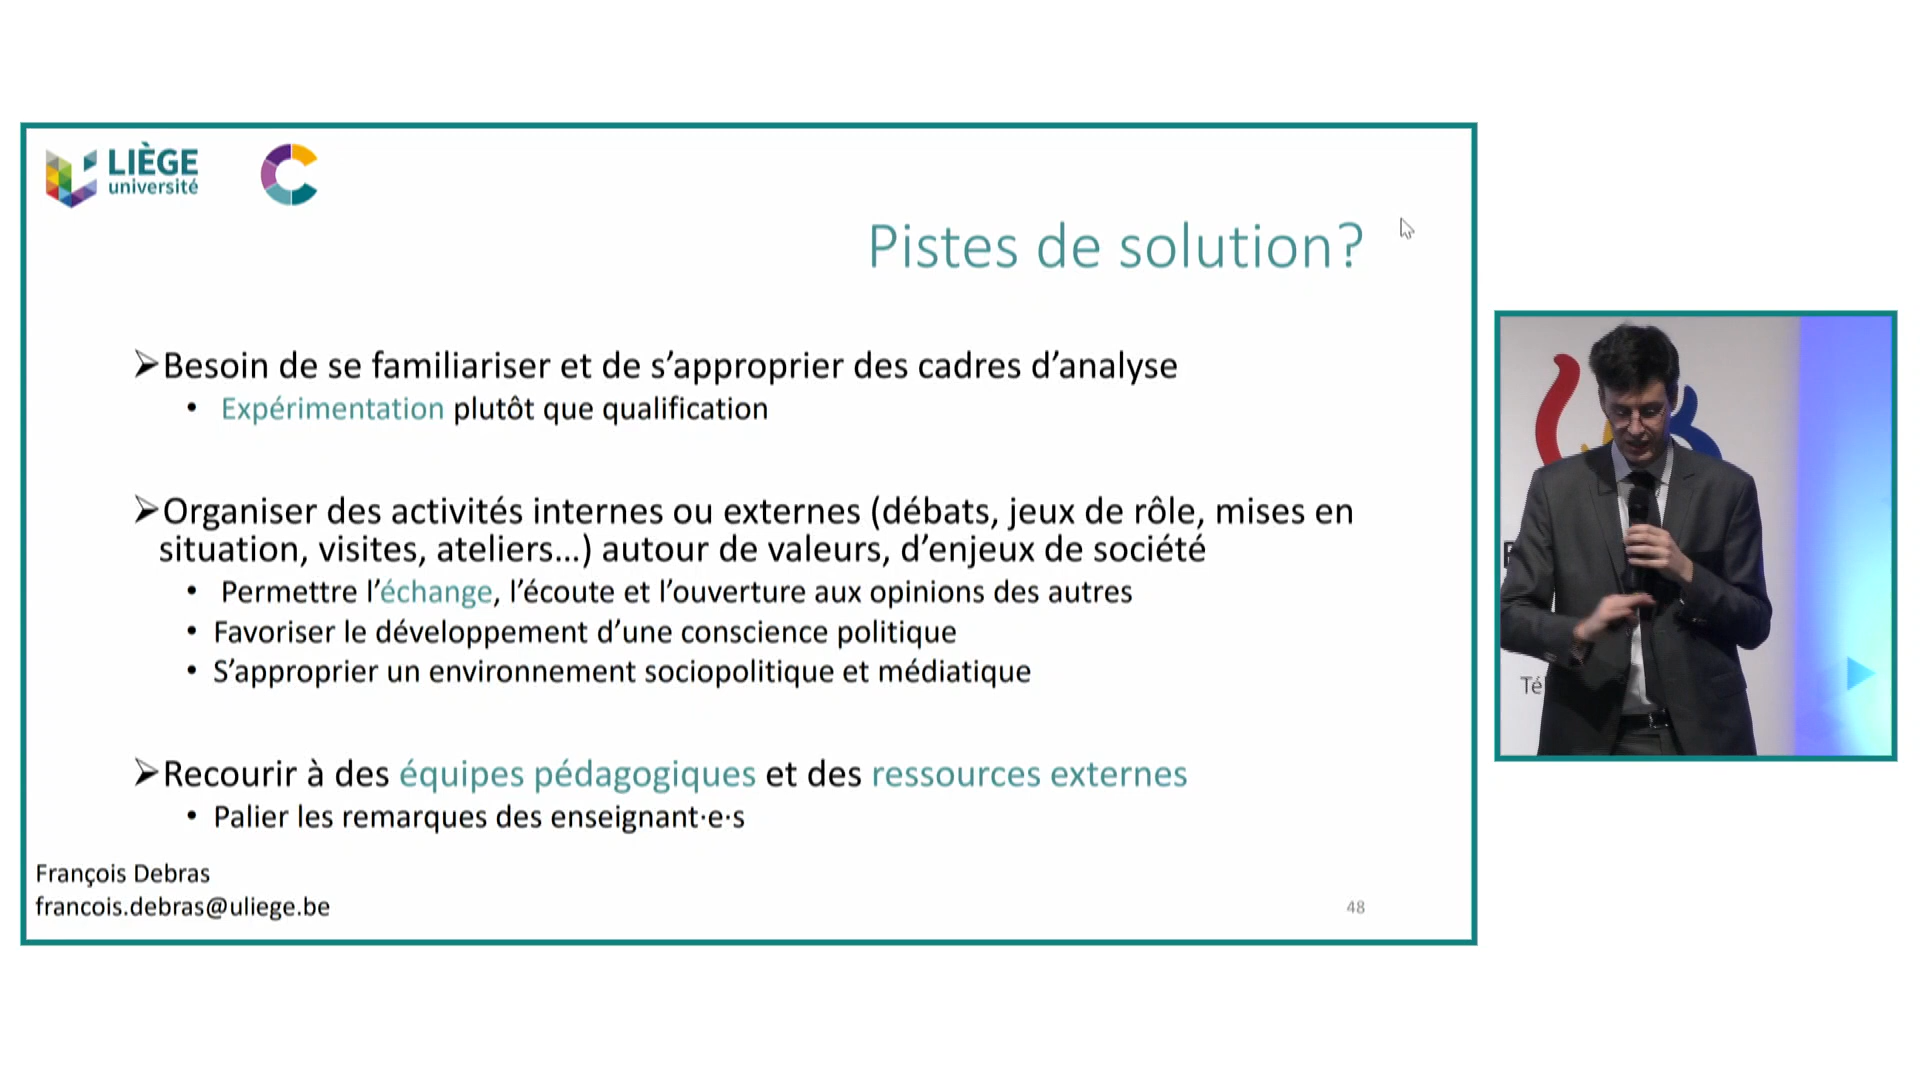 LIÈGE
université
Pistes de solution?
➢Besoin de se familiariser et de s’approprier des cadres d’analyse
• Expérimentation plutôt que qualification
➢Organiser des activités internes ou externes (débats, jeux de rôle, mises en
situation, visites, ateliers…) autour de valeurs, d’enjeux de société
• Permettre l’échange, l’écoute et l’ouverture aux opinions des autres
• Favoriser le développement d’une conscience politique
• S’approprier un environnement sociopolitique et médiatique
➢Recourir à des équipes pédagogiques et des ressources externes
• Palier les remarques des enseignant·e·s
François Debras
francois.debras@uliege.be
48
Té